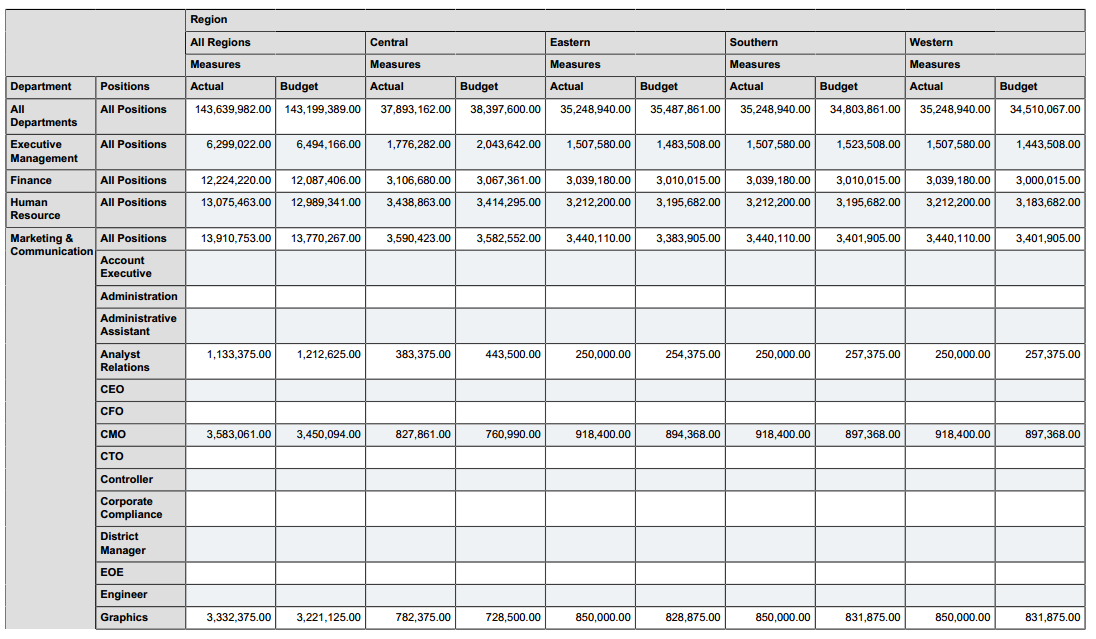 Region
All Regions Central Eastern Southern Western
Measures Measures Measures Measures Measures
Department Positions Actual Budget Actual Budget Actual Budget Actual Budget Actual Budget
All All Positions 143,639,982.00 143,199,389.00 37,893,162.00 38,397,600.00 35,248,940.00 35,487,861.00 35,248,940.00 34,803,861.00 35,248,940.00 34,510,067.00
Departments
Executive All Positions 6,299,022.00 6,494,166.00 1,776,282.00 2,043,642.00 1,507,580.00 1,483,508.00 1,507,580.00 1,523,508.00 1,507,580.00 1,443,508.00
Management
Finance All Positions 12,224,220.00 12,087,406.00 3,106,680.00 3,067,361.00 3,039,180.00 3,010,015.00 3,039,180.00 3,010,015.00 3,039,180.00 3,000,015.00
Human All Positions 13,075,463.00 12,989,341.00 3,438,863.00 3,414,295.00 3,212,200.00 3,195,682.00 3,212,200.00 3,195,682.00 3,212,200.00 3,183,682.00
Resource
Marketing & All Positions 13,910,753.00 13,770,267.00 3,590,423.00 3,582,552.00 3,440,110.00 3,383,905.00 3,440,110.00 3,401,905.00 3,440,110.00 3,401,905.00
Communication
Account
Executive
Administration
Administrative
Assistant
Analyst 1,133,375.00 1,212,625.00 383,375.00 443,500.00 250,000.00 254,375.00 250,000.00 257,375.00 250,000.00 257,375.00
Relations
CEO
CFO
CMO 3,583,061.00 3,450,094.00 827,861.00 760,990.00 918,400.00 894,368.00 918,400.00 897,368.00 918,400.00 897,368.00
CTO
Controller
Corporate
Compliance
District
Manager
EOE
Engineer
Graphics 3,332,375.00 3,221,125.00 782,375.00 728,500.00 850,000.00 828,875.00 850,000.00 831,875.00 850,000.00 831,875.00